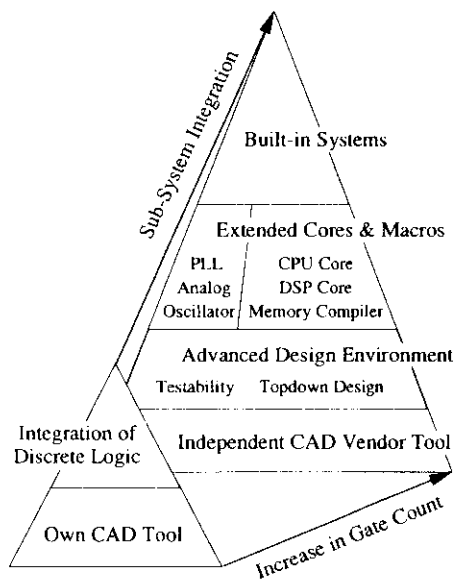 Sub-System Integration
Built-in Systems
Extended Cores & Macros
PLL CPU Core
Analog DSP Core
Oscillator Memory Compiler
Advanced Design Environment
Testability Topdown Design
Independent CAD Vendor Tool
Integration of
Discrete Logic
Own CAD Tool
Increase in Gate Count